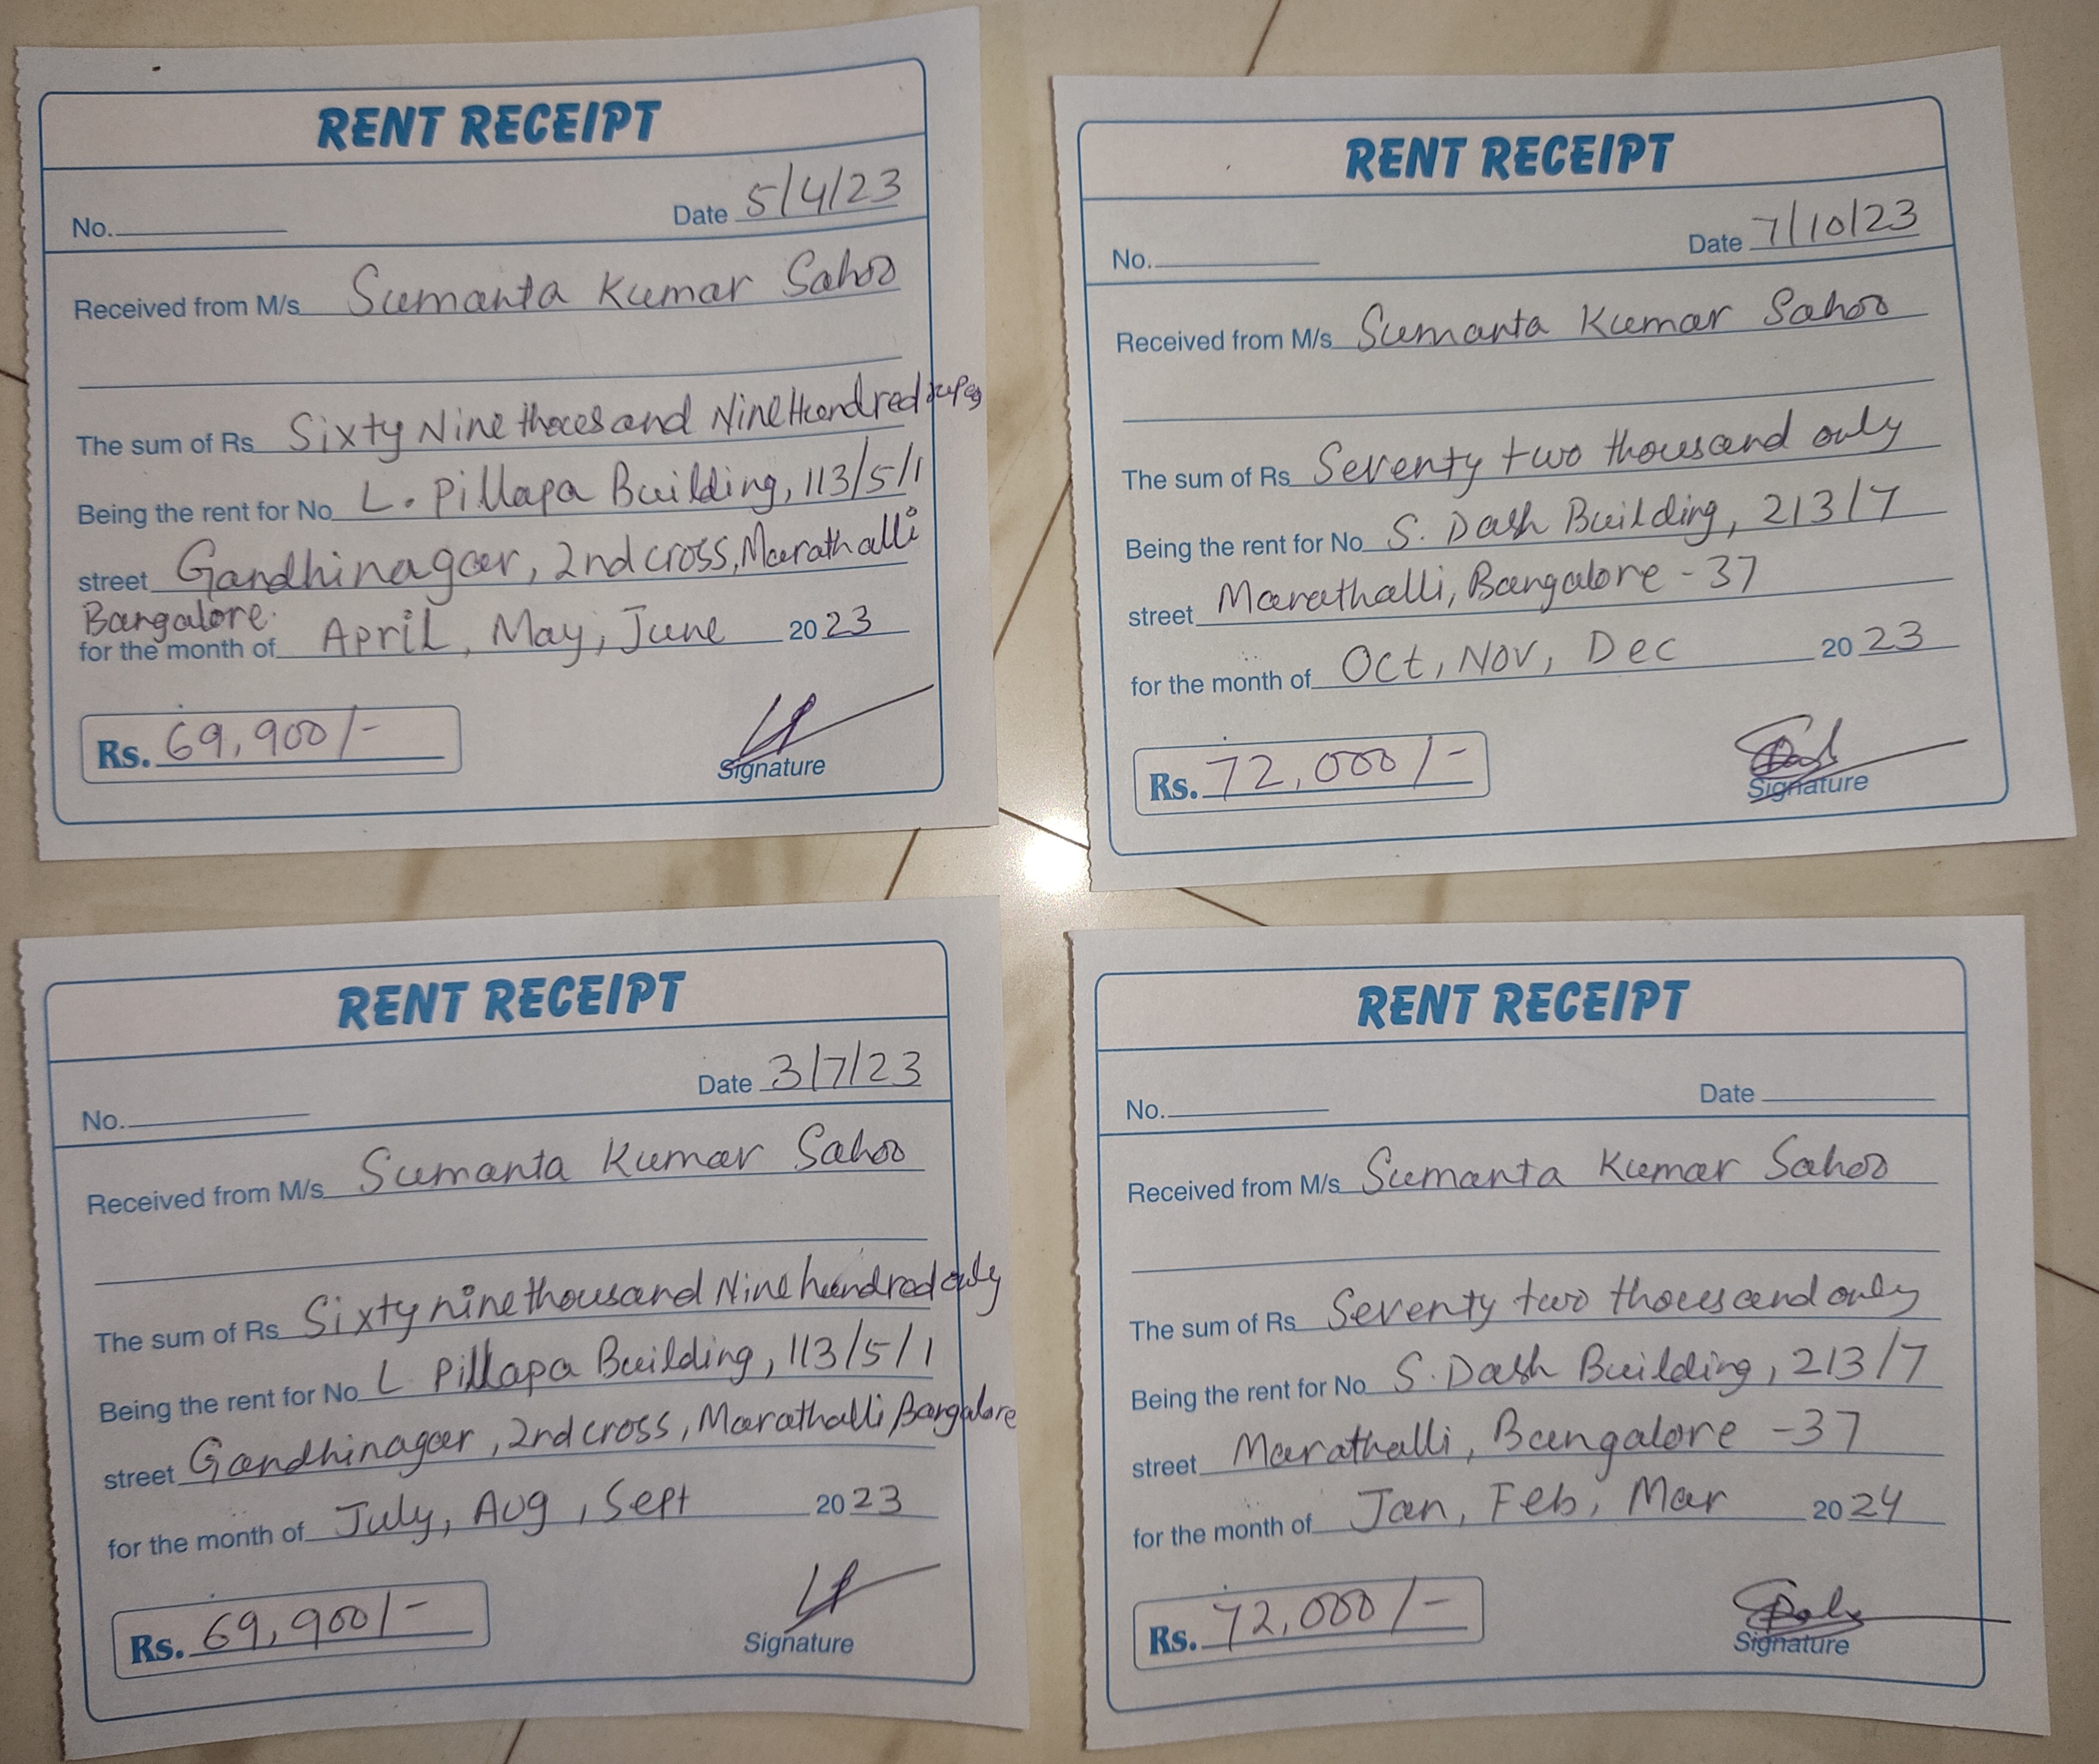 RENT RECEIPT
No.
Date 5/4/23
Received from M/s Sumanta Kumar Sahoo
The sum of Rs Sixty Nine thousand Nine Hundred rupees
Being the rent for No L. Pillapa Building, 113/5/1
street Gandhinagar, 2nd cross, Marathalli
Bangalore.
for the month of April, May, June 2023
Rs. 69,900/-
Signature
RENT RECEIPT
No.
Date 7/10/23
Received from M/s Sumanta Kumar Sahoo
The sum of Rs Seventy two thousand only
Being the rent for No S. Dash Building, 213/7
street Marathalli, Bangalore - 37
for the month of Oct, Nov, Dec 2023
Rs. 72,000/-
Signature
RENT RECEIPT
No.
Date 3/7/23
Received from M/s Sumanta Kumar Sahoo
The sum of Rs Sixty nine thousand Nine hundred only
Being the rent for No L Pillapa Building, 113/5/1
street Gandhinagar, 2nd cross, Marathalli Bangalore
for the month of July, Aug, Sept 2023
Rs. 69,900/-
Signature
RENT RECEIPT
No.
Date
Received from M/s Sumanta Kumar Sahoo
The sum of Rs Seventy two thousand only
Being the rent for No S. Dash Building, 213/7
street Marathalli, Bangalore - 37
for the month of Jan, Feb, Mar 2024
Rs. 72,000/-
Signature